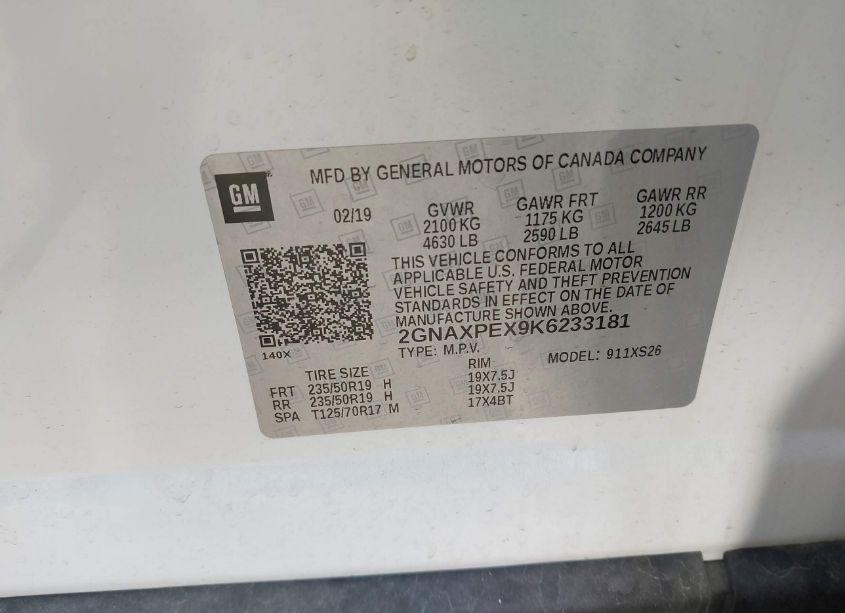 MFD BY GENERAL MOTORS OF CANADA COMPANY
GM
02/19
GVWR GAWR FRT GAWR RR
2100 KG 1175 KG 1200 KG
4630 LB 2590 LB 2645 LB
THIS VEHICLE CONFORMS TO ALL
APPLICABLE U.S. FEDERAL MOTOR
VEHICLE SAFETY AND THEFT PREVENTION
STANDARDS IN EFFECT ON THE DATE OF
MANUFACTURE SHOWN ABOVE.
2GNAXPEX9K6233181
140X
TYPE: M.P.V. MODEL: 911XS26
TIRE SIZE RIM
FRT 235/50R19 H 19X7.5J
RR 235/50R19 H 19X7.5J
SPA T125/70R17 M 17X4BT